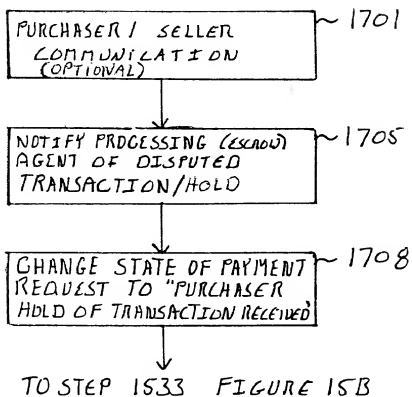 PURCHASER / SELLER
COMMUNICATION
(OPTIONAL)
1701
NOTIFY PROCESSING (ESCROW)
AGENT OF DISPUTED
TRANSACTION/HOLD
1705
CHANGE STATE OF PAYMENT
REQUEST TO "PURCHASER
HOLD OF TRANSACTION RECEIVED"
1708
TO STEP 1533 FIGURE 15B